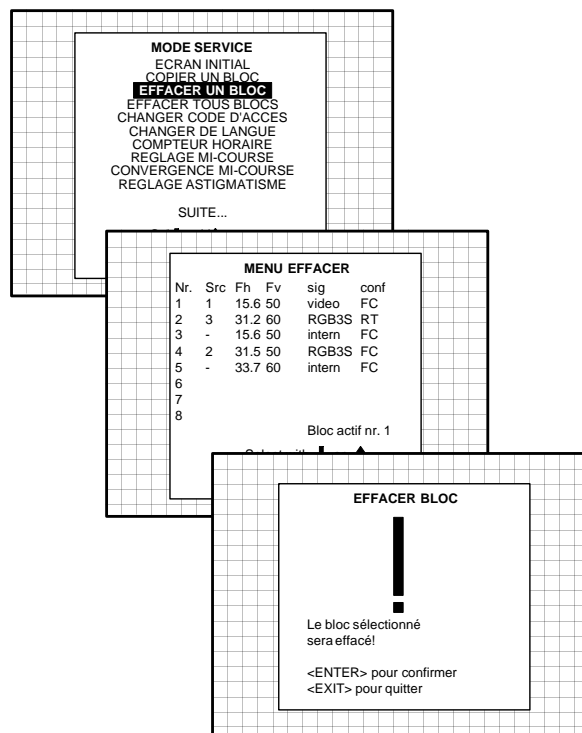 MODE SERVICE
ECRAN INITIAL
COPIER UN BLOC
EFFACER UN BLOC
EFFACER TOUS BLOCS
CHANGER CODE D'ACCES
CHANGER DE LANGUE
COMPTEUR HORAIRE
REGLAGE MI-COURSE
CONVERGENCE MI-COURSE
REGLAGE ASTIGMATISME
SUITE...
MENU EFFACER
Nr. Src Fh Fv sig conf
1 1 15.6 50 video FC
2 3 31.2 60 RGB3S RT
3 - 15.6 50 intern FC
4 2 31.5 50 RGB3S FC
5 - 33.7 60 intern FC
6
7
8
Bloc actif nr. 1
EFFACER BLOC
!
Le bloc sélectionné
sera effacé!
<ENTER> pour confirmer
<EXIT> pour quitter